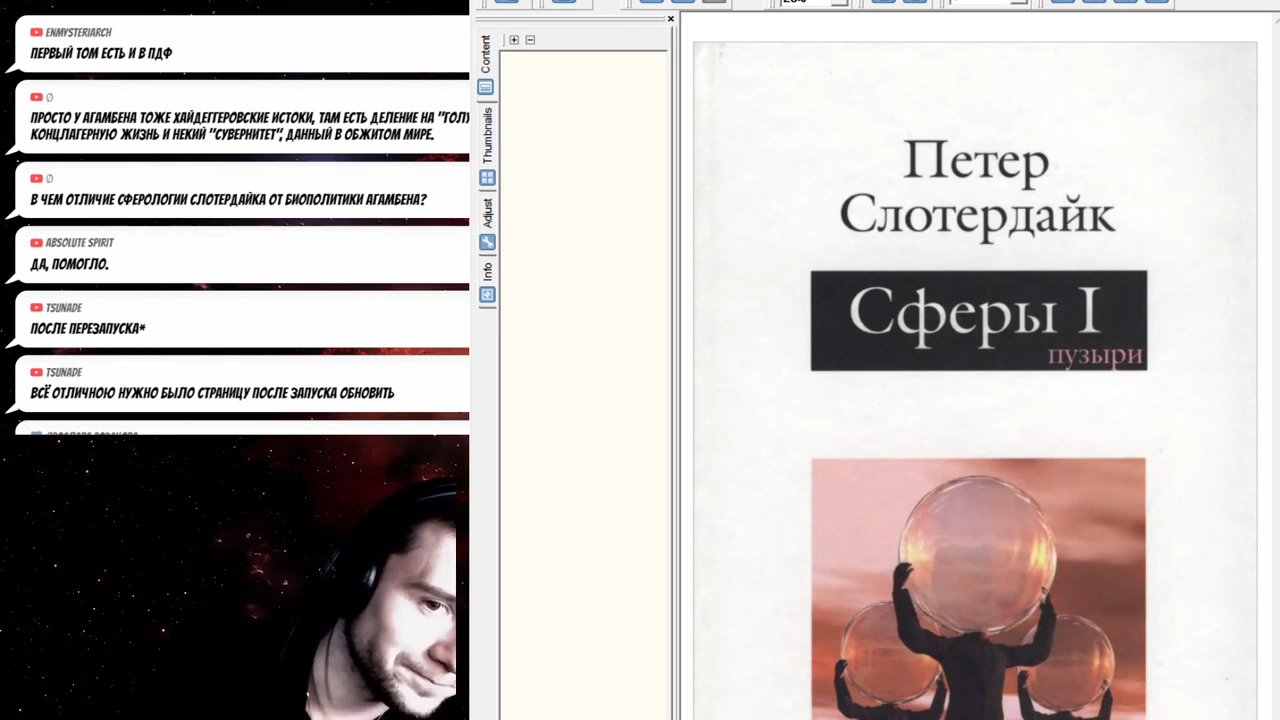 ENMYSTERIARCH
ПЕРВЫЙ ТОМ ЕСТЬ И В ПДФ
Ø
ПРОСТО У АГАМБЕНА ТОЖЕ ХАЙДЕГГЕРОВСКИЕ ИСТОКИ, ТАМ ЕСТЬ ДЕЛЕНИЕ НА "ГОЛУ
КОНЦЛАГЕРНУЮ ЖИЗНЬ И НЕКИЙ "СУВЕРНИТЕТ", ДАННЫЙ В ОБЖИТОМ МИРЕ.
Ø
В ЧЕМ ОТЛИЧИЕ СФЕРОЛОГИИ СЛОТЕРДАЙКА ОТ БИОПОЛИТИКИ АГАМБЕНА?
ABSOLUTE SPIRIT
ДА, ПОМОГЛО.
TSUNADE
ПОСЛЕ ПЕРЕЗАПУСКА*
TSUNADE
ВСЁ ОТЛИЧНОЮ НУЖНО БЫЛО СТРАНИЦУ ПОСЛЕ ЗАПУСКА ОБНОВИТЬ
Content
Thumbnails
Adjust
Info
Петер
Слотердайк
Сферы I
пузыри